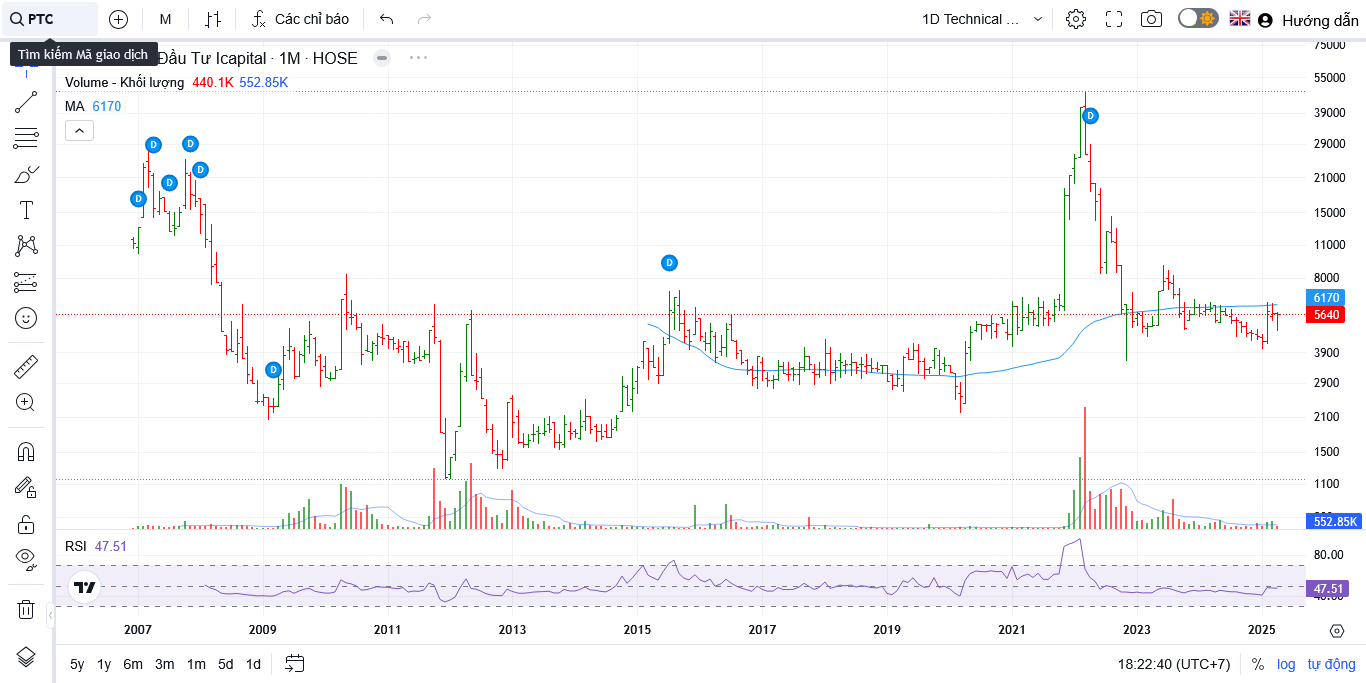 PTC
M
Các chỉ báo
1D Technical ...
Hướng dẫn
Tìm kiếm Mã giao dịch
Đầu Tư Icapital · 1M · HOSE
Volume - Khối lượng 440.1K 552.85K
MA 6170
D
D
D
D
D
D
D
D
75000
55000
39000
29000
21000
15000
11000
8000
6170
5640
3900
2900
2100
1500
1100
552.85K
RSI 47.51
80.00
47.51
40.00
2007 2009 2011 2013 2015 2017 2019 2021 2023 2025
5y 1y 6m 3m 1m 5d 1d
18:22:40 (UTC+7) % log tự động